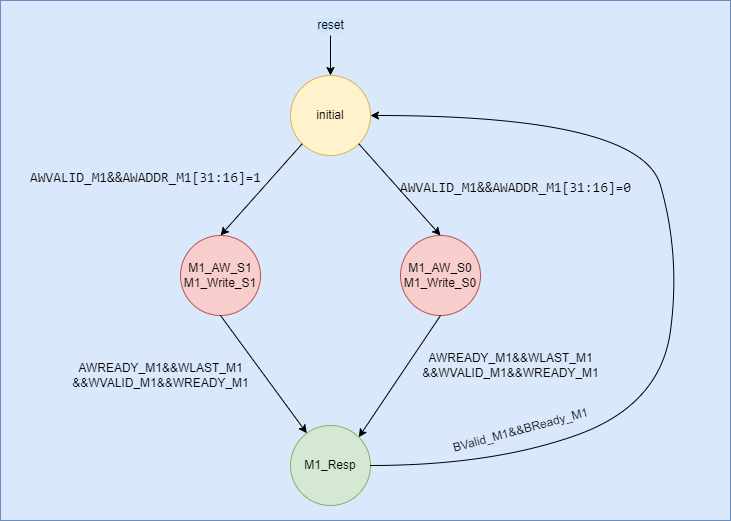 reset
initial
AWVALID_M1&&AWADDR_M1[31:16]=1
AWVALID_M1&&AWADDR_M1[31:16]=0
M1_AW_S1
M1_Write_S1
M1_AW_S0
M1_Write_S0
AWREADY_M1&&WLAST_M1
&&WVALID_M1&&WREADY_M1
AWREADY_M1&&WLAST_M1
&&WVALID_M1&&WREADY_M1
BValid_M1&&BReady_M1
M1_Resp